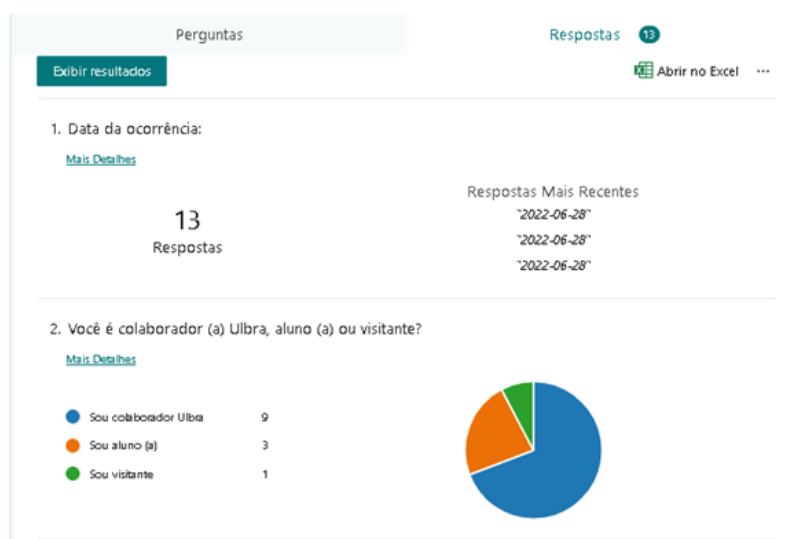 Perguntas
Respostas 13
Exibir resultados
Abrir no Excel ...
1. Data da ocorrência:
Mais Detalhes
13
Respostas
Respostas Mais Recentes
"2022-06-28"
"2022-06-28"
"2022-06-28"
2. Você é colaborador (a) Ulbra, aluno (a) ou visitante?
Mais Detalhes
Sou colaborador Ulbra 9
Sou aluno (a) 3
Sou visitante 1